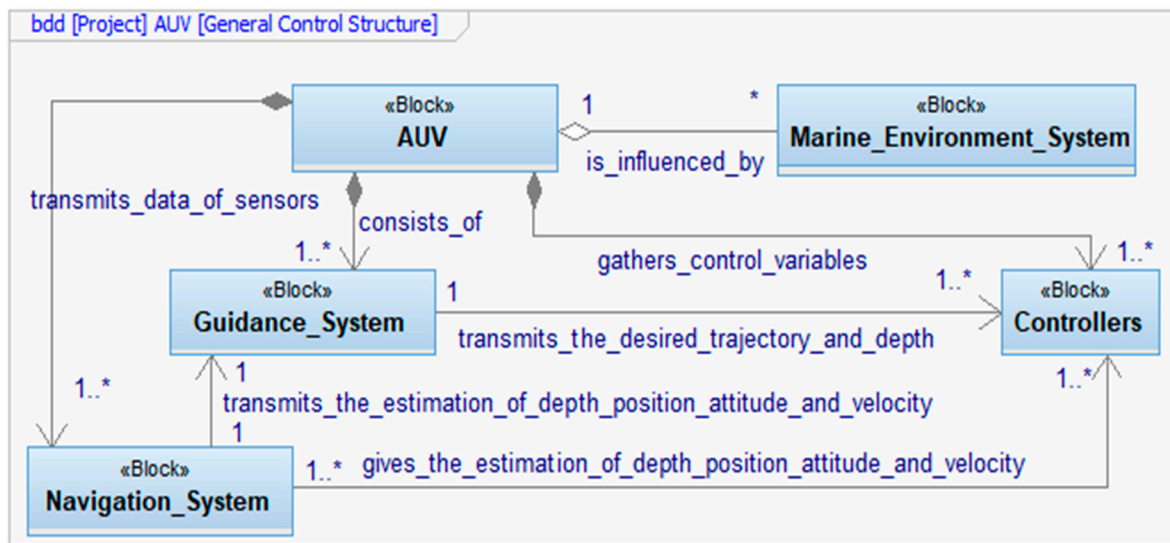 bdd [Project] AUV [General Control Structure]
«Block»
AUV
1
*
«Block»
Marine_Environment_System
is_influenced_by
transmits_data_of_sensors
consists_of
1..*
gathers_control_variables
1..*
«Block»
Guidance_System
1
1..*
«Block»
Controllers
transmits_the_desired_trajectory_and_depth
1..*
1
transmits_the_estimation_of_depth_position_attitude_and_velocity
1..*
1
«Block»
Navigation_System
1..*
gives_the_estimation_of_depth_position_attitude_and_velocity